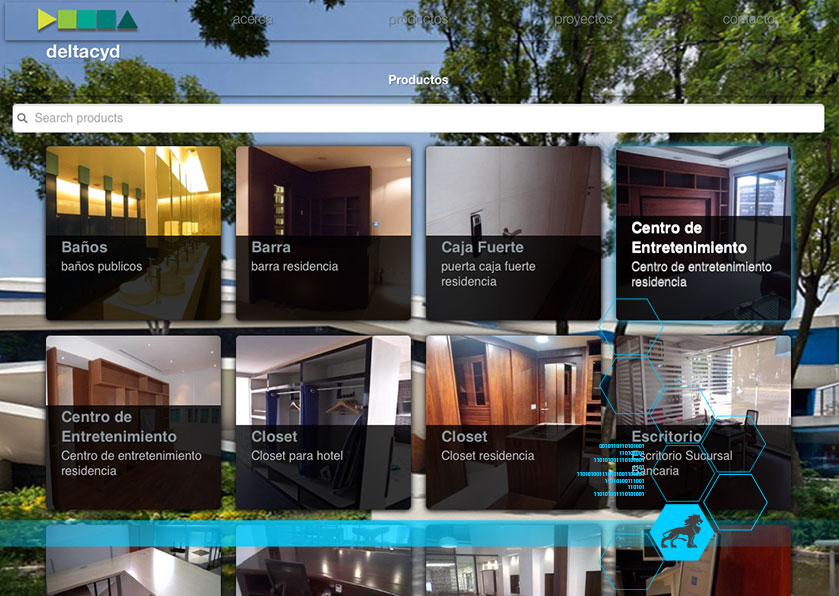 acerca productos proyectos contacto
deltacyd
Productos
Search products
Baños
baños publicos
Barra
barra residencia
Caja Fuerte
puerta caja fuerte
residencia
Centro de
Entretenimiento
Centro de entretenimiento
residencia
Centro de
Entretenimiento
Centro de entretenimiento
residencia
Closet
Closet para hotel
Closet
Closet residencia
Escritorio
Escritorio Sucursal
Bancaria